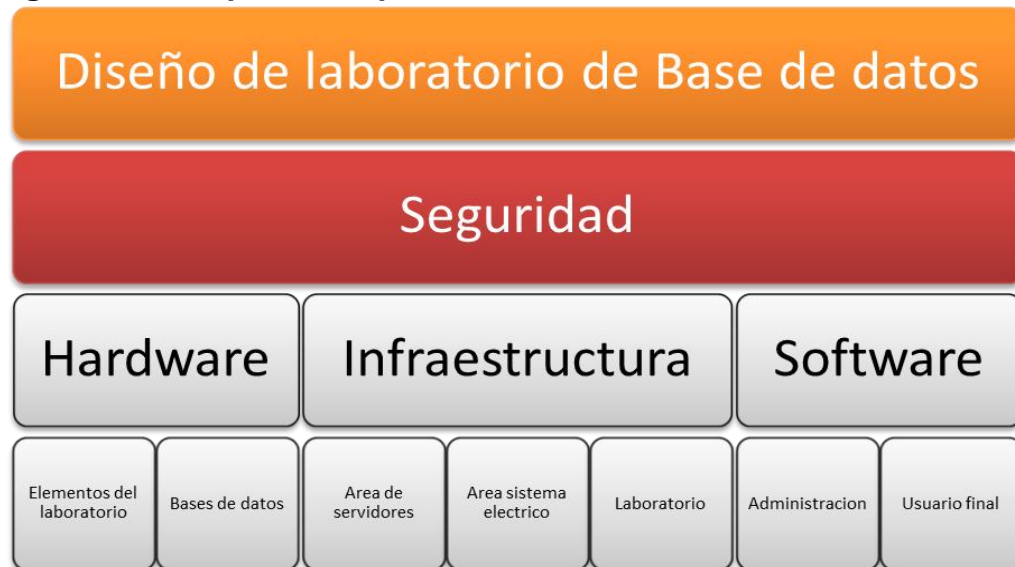 Diseño de laboratorio de Base de datos
Seguridad
Hardware
Infraestructura
Software
Elementos del
laboratorio
Bases de datos
Area de
servidores
Area sistema
electrico
Laboratorio
Administracion
Usuario final